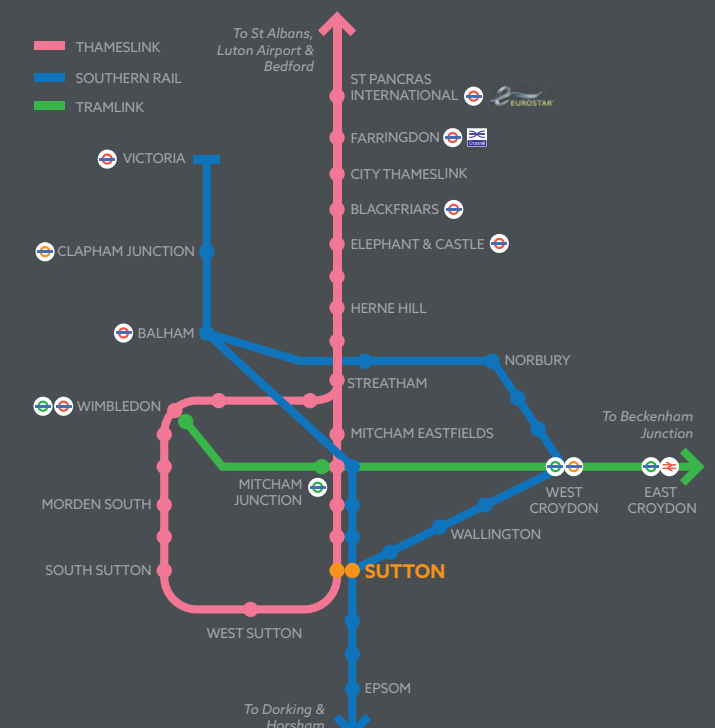 THAMESLINK
SOUTHERN RAIL
TRAMLINK
To St Albans,
Luton Airport &
Bedford
ST PANCRAS
INTERNATIONAL
EUROSTAR
FARRINGDON
Crossrail
VICTORIA
CITY THAMESLINK
BLACKFRIARS
ELEPHANT & CASTLE
CLAPHAM JUNCTION
HERNE HILL
BALHAM
NORBURY
STREATHAM
WIMBLEDON
To Beckenham
Junction
MITCHAM EASTFIELDS
MITCHAM
JUNCTION
WEST
CROYDON
EAST
CROYDON
MORDEN SOUTH
WALLINGTON
SOUTH SUTTON
SUTTON
WEST SUTTON
EPSOM
To Dorking &
Horsham